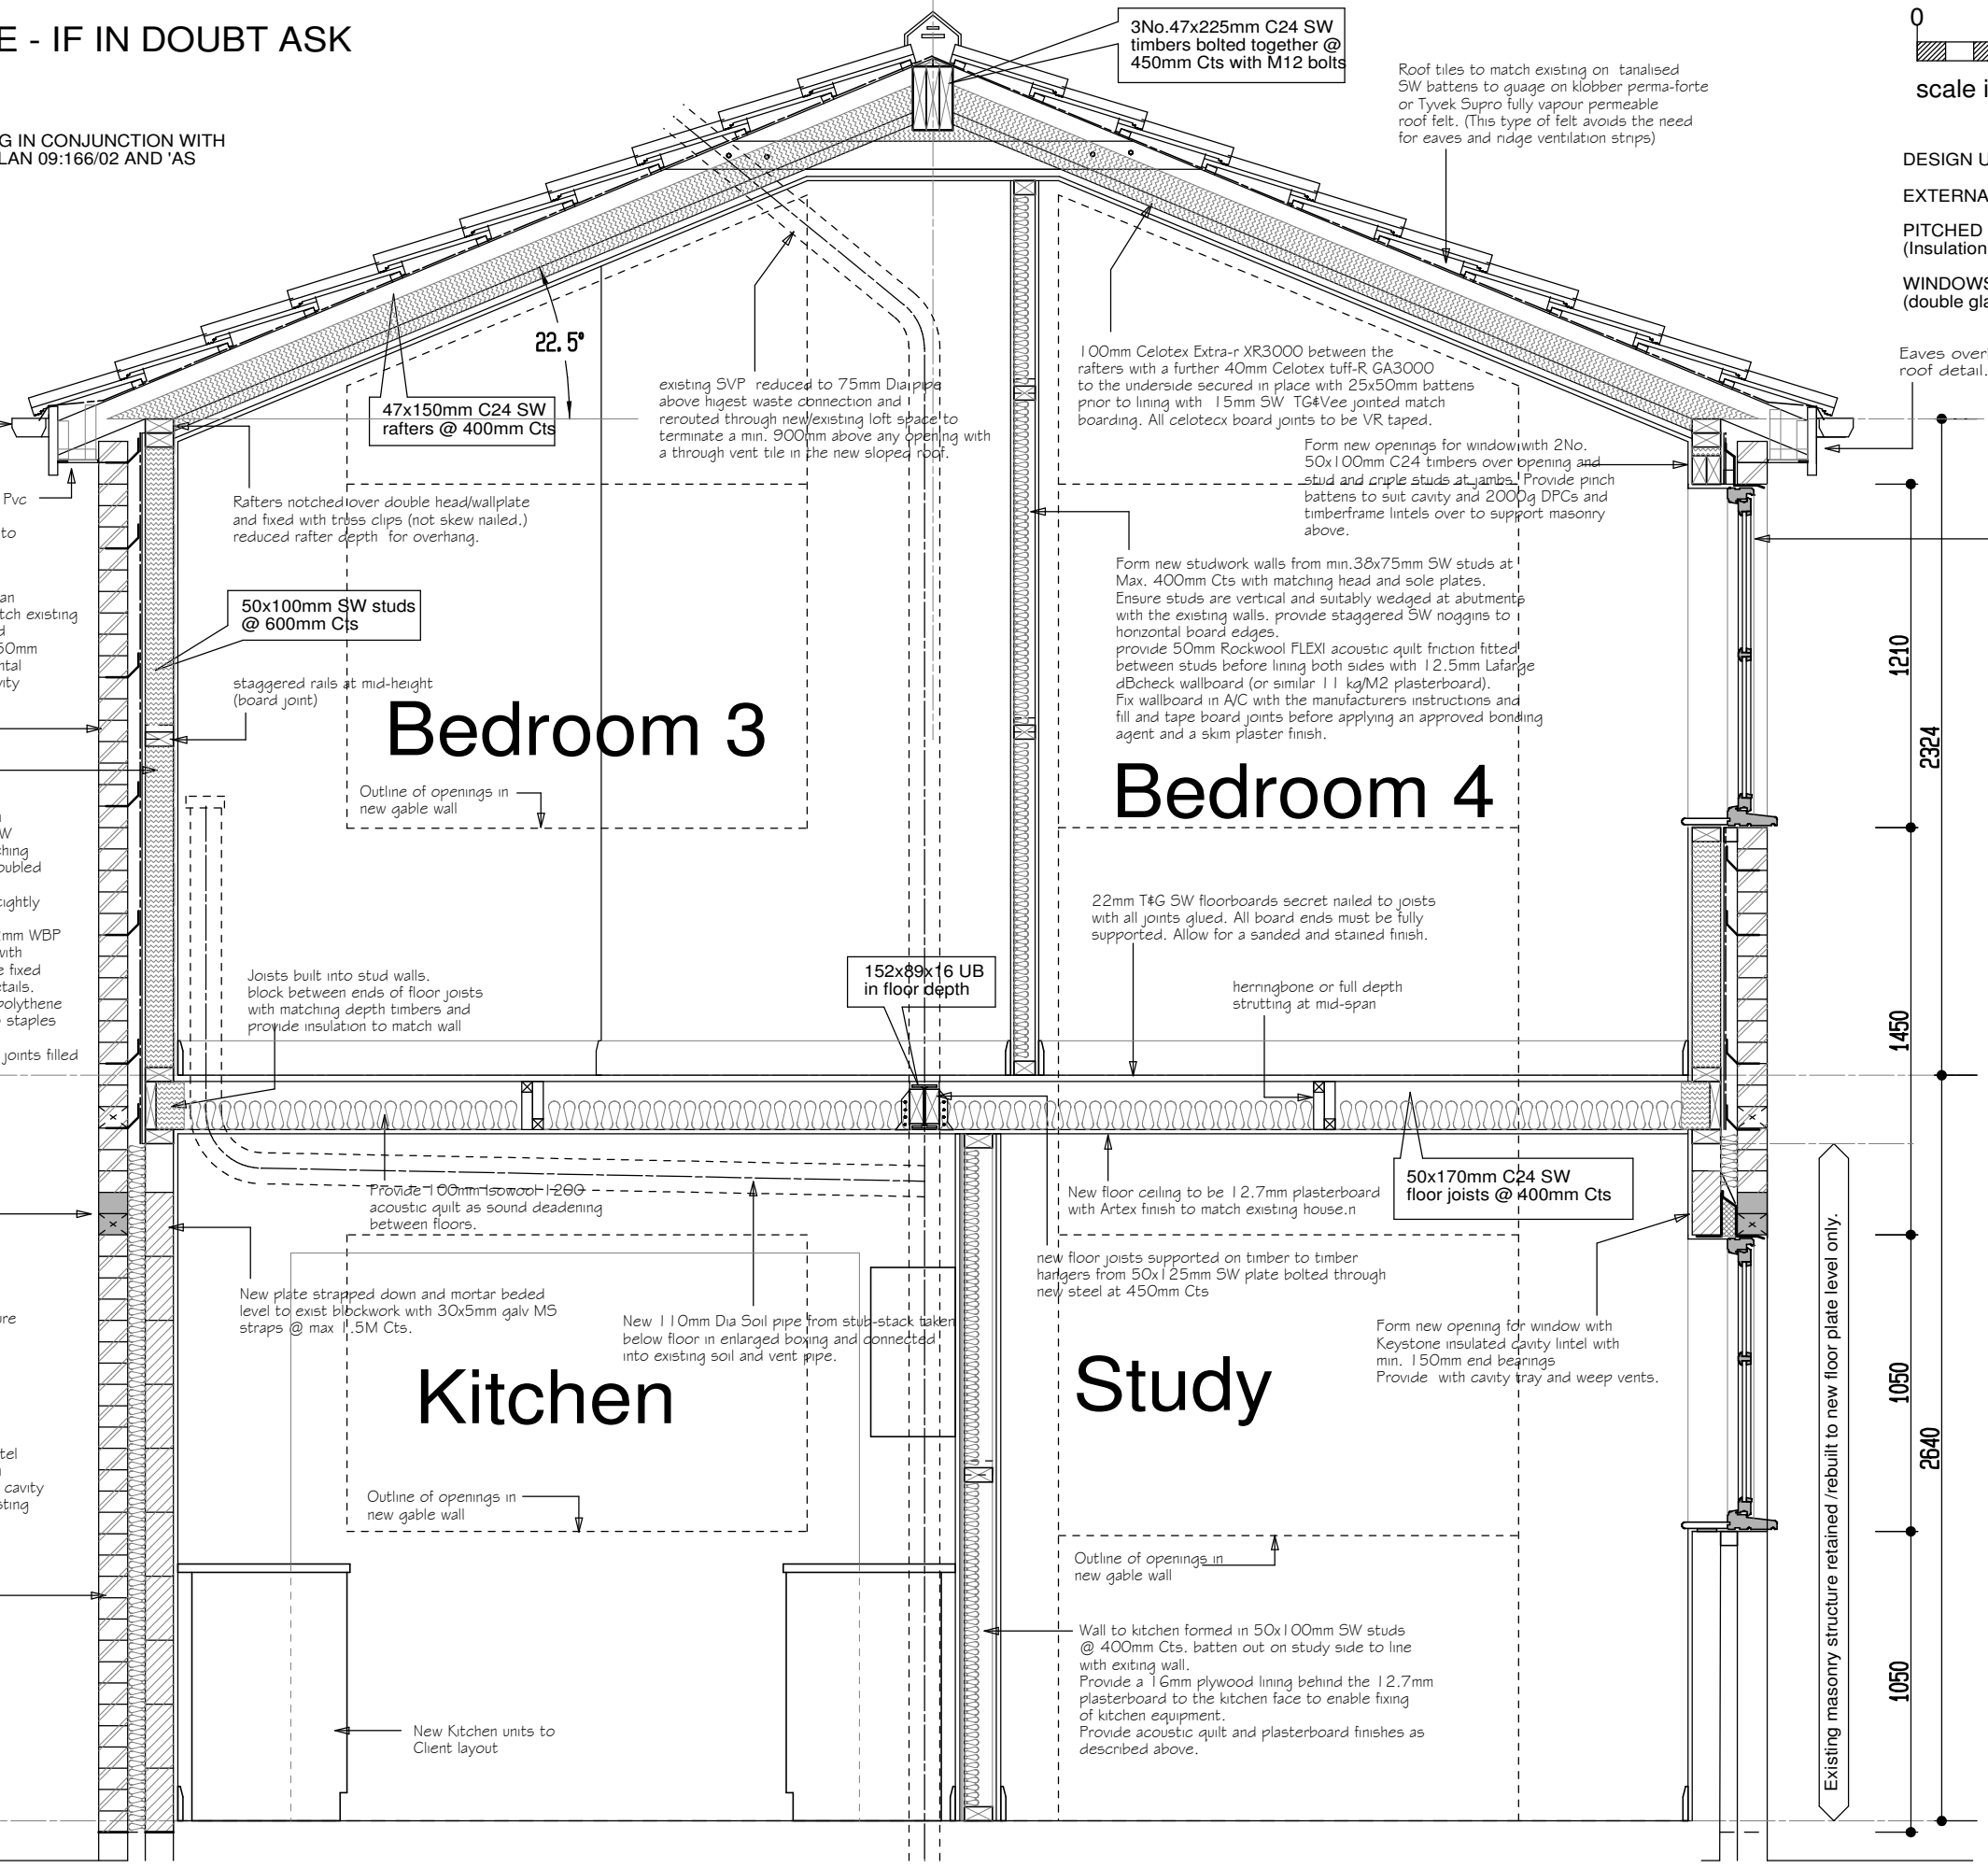 E - IF IN DOUBT ASK
G IN CONJUNCTION WITH
LAN 09:166/02 AND 'AS
3No.47x225mm C24 SW
timbers bolted together @
450mm Cts with M12 bolts
Roof tiles to match existing on tanalised
SW battens to guage on klobber perma-forte
or Tyvek Supro fully vapour permeable
roof felt. (This type of felt avoids the need
for eaves and ridge ventilation strips)
0
scale i
DESIGN U
EXTERNA
PITCHED
(Insulation
WINDOWS
(double gla
Eaves over
roof detail.
22.5°
47x150mm C24 SW
rafters @ 400mm Cts
existing SVP reduced to 75mm Dia pipe
above higest waste connection and
rerouted through new/existing loft space to
terminate a min. 900mm above any opening with
a through vent tile in the new sloped roof.
100mm Celotex Extra-r XR3000 between the
rafters with a further 40mm Celotex tuff-R GA3000
to the underside secured in place with 25x50mm battens
prior to lining with 15mm SW TG&Vee jointed match
boarding. All celotecx board joints to be VR taped.
Form new openings for window with 2No.
50x100mm C24 timbers over opening and
stud and criple studs at jambs. Provide pinch
battens to suit cavity and 2000g DPCs and
timberframe lintels over to support masonry
above.
Pvc
to
Rafters notched over double head/wallplate
and fixed with truss clips (not skew nailed.)
reduced rafter depth for overhang.
Form new studwork walls from min.38x75mm SW studs at
Max. 400mm Cts with matching head and sole plates.
Ensure studs are vertical and suitably wedged at abutments
with the existing walls. provide staggered SW noggins to
horizontal board edges.
provide 50mm Rockwool FLEXI acoustic quilt friction fitted
between studs before lining both sides with 12.5mm Lafarge
dBcheck wallboard (or similar 11 kg/M2 plasterboard).
Fix wallboard in A/C with the manufacturers instructions and
fill and tape board joints before applying an approved bonding
agent and a skim plaster finish.
50x100mm SW studs
@ 600mm Cts
an
tch existing
d
50mm
ntal
vity
staggered rails at mid-height
(board joint)
Bedroom 3
Bedroom 4
Outline of openings in
new gable wall
1210
2324
1450
n
W
ching
oubled
tightly
2mm WBP
with
e fixed
etails.
polythene
staples
joints filled
22mm T&G SW floorboards secret nailed to joists
with all joints glued. All board ends must be fully
supported. Allow for a sanded and stained finish.
Joists built into stud walls.
block between ends of floor joists
with matching depth timbers and
provide insulation to match wall
152x89x16 UB
in floor depth
herringbone or full depth
strutting at mid-span
Provide 100mm Isowool 1200
acoustic quilt as sound deadening
between floors.
New floor ceiling to be 12.7mm plasterboard
with Artex finish to match existing house.n
50x170mm C24 SW
floor joists @ 400mm Cts
new floor joists supported on timber to timber
hangers from 50x125mm SW plate bolted through
new steel at 450mm Cts
New plate strapped down and mortar beded
level to exist blockwork with 30x5mm galv MS
straps @ max 1.5M Cts.
New 110mm Dia Soil pipe from stub-stack taken
below floor in enlarged boxing and connected
into existing soil and vent pipe.
Form new opening for window with
Keystone insulated cavity lintel with
min. 150mm end bearings
Provide with cavity tray and weep vents.
ure
Kitchen
Study
1050
2640
1050
Existing masonry structure retained /rebuilt to new floor plate level only.
tel
n
cavity
sting
Outline of openings in
new gable wall
Outline of openings in
new gable wall
Wall to kitchen formed in 50x100mm SW studs
@ 400mm Cts. batten out on study side to line
with exiting wall.
Provide a 16mm plywood lining behind the 12.7mm
plasterboard to the kitchen face to enable fixing
of kitchen equipment.
Provide acoustic quilt and plasterboard finishes as
described above.
New Kitchen units to
Client layout